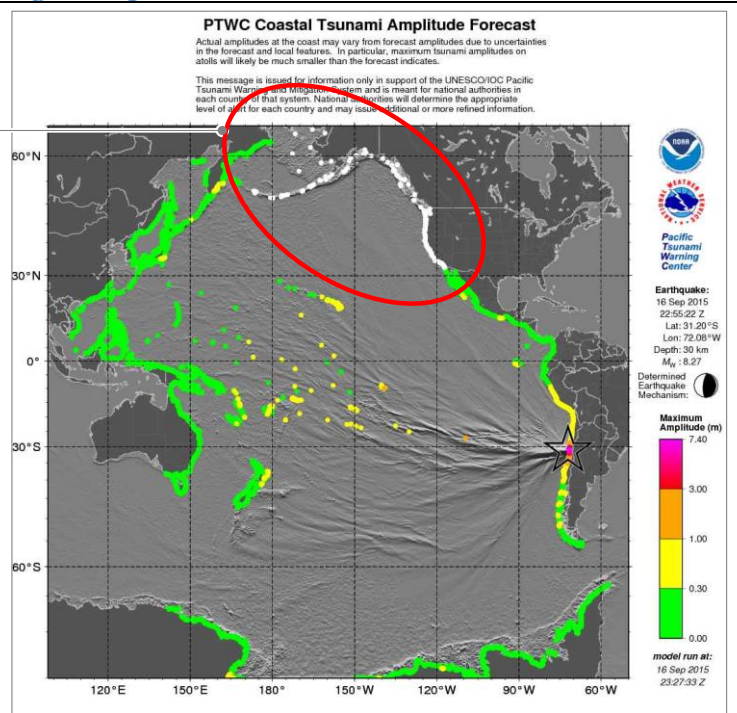 PTWC Coastal Tsunami Amplitude Forecast
Actual amplitudes at the coast may vary from forecast amplitudes due to uncertainties
in the forecast and local features. In particular, maximum tsunami amplitudes on
atolls will likely be much smaller than the forecast indicates.
This message is issued for information only in support of the UNESCO/IOC Pacific
Tsunami Warning and Mitigation System and is meant for national authorities in
each country of that system. National authorities will determine the appropriate
level of alert for each country and may issue additional or more refined information.
60°N
30°N
0°
30°S
60°S
120°E
150°E
180°
150°W
120°W
90°W
60°W
NOAA
NATIONAL WEATHER SERVICE
Pacific
Tsunami
Warning
Center
Earthquake:
16 Sep 2015
22:55:22 Z
Lat: 31.20°S
Lon: 72.08°W
Depth: 30 km
MW : 8.27
Determined
Earthquake
Mechanism:
Maximum
Amplitude (m)
7.40
3.00
1.00
0.30
0.00
model run at:
16 Sep 2015
23:27:33 Z